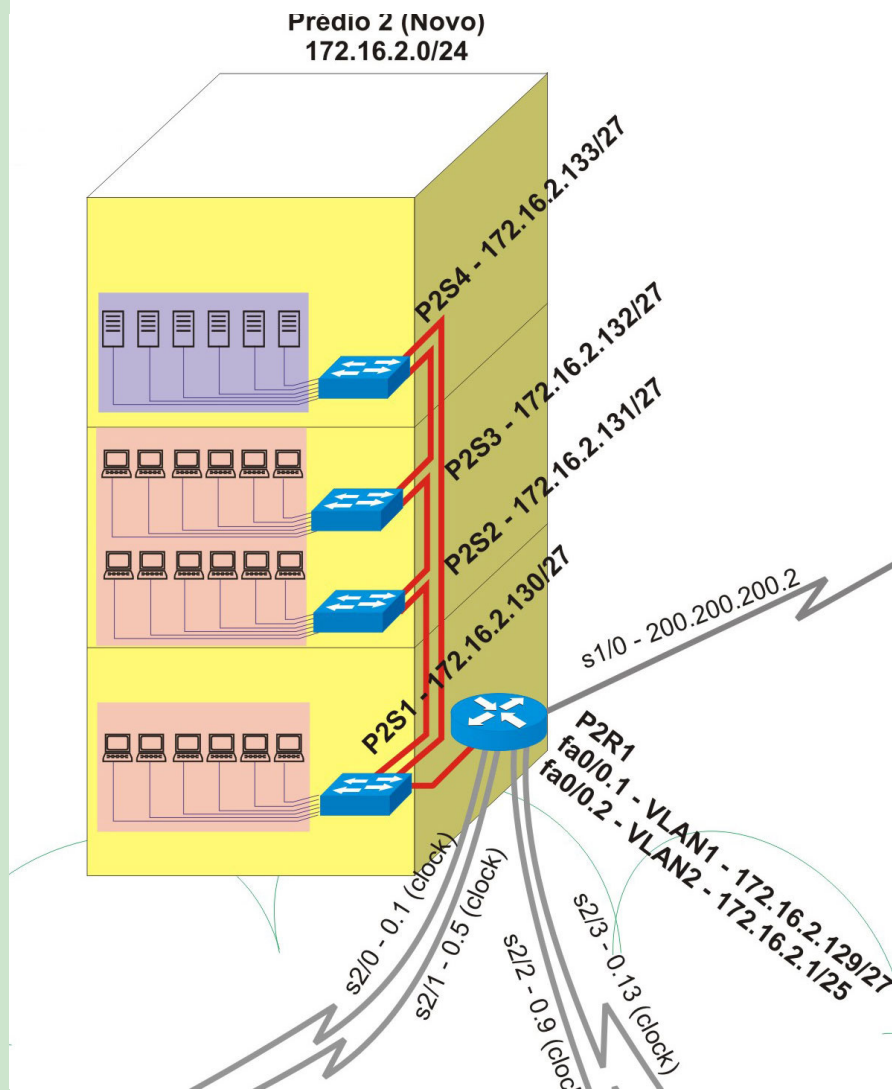 Prédio 2 (Novo)
172.16.2.0/24
P2S4 - 172.16.2.133/27
P2S3 - 172.16.2.132/27
P2S2 - 172.16.2.131/27
P2S1 - 172.16.2.130/27
s1/0 - 200.200.200.2
P2R1
fa0/0.1 - VLAN1 - 172.16.2.129/27
fa0/0.2 - VLAN2 - 172.16.2.1/25
s2/0 - 0.1 (clock)
s2/1 - 0.5 (clock)
s2/2 - 0.9 (clock
s2/3 - 0.13 (clock)